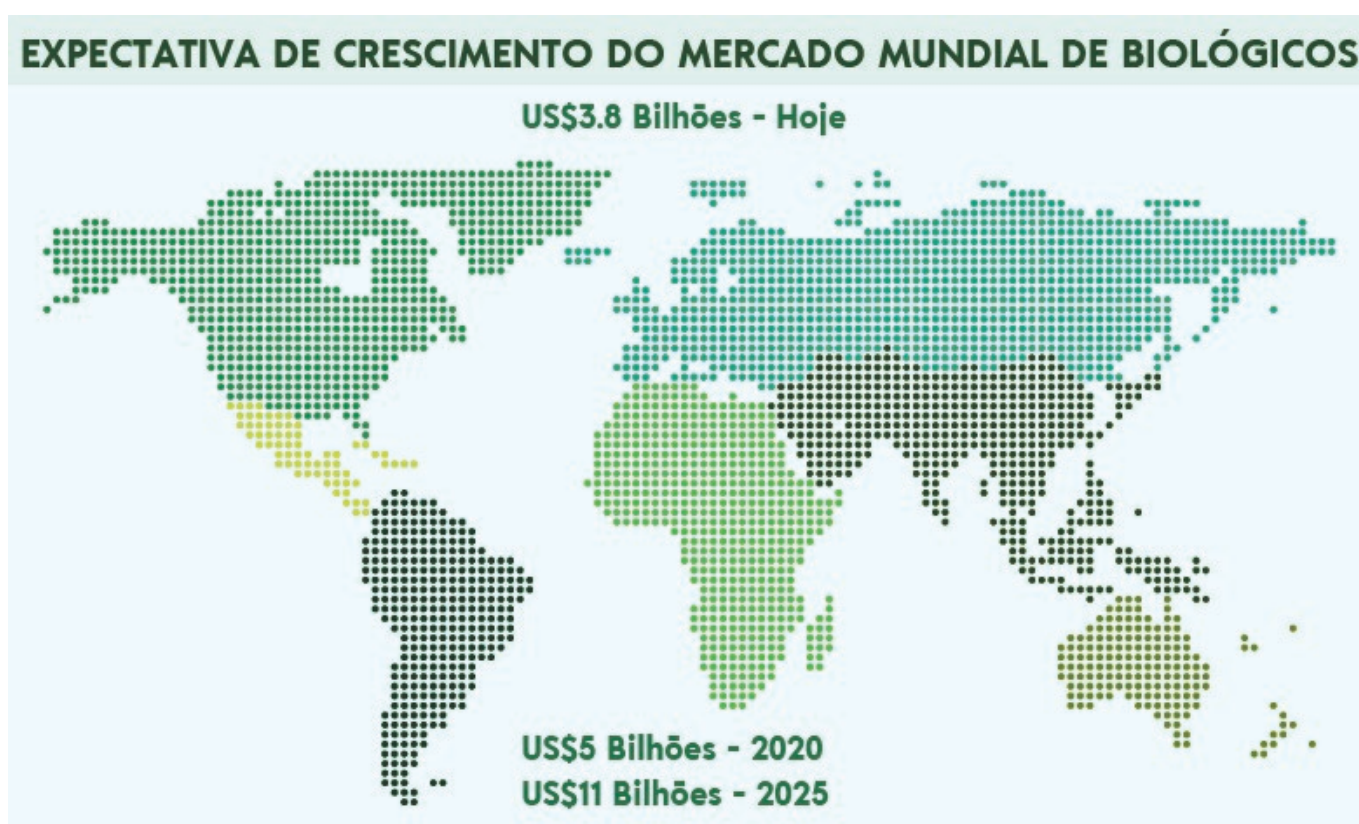 EXPECTATIVA DE CRESCIMENTO DO MERCADO MUNDIAL DE BIOLÓGICOS
US$3.8 Bilhões - Hoje
US$5 Bilhões - 2020
US$11 Bilhões - 2025